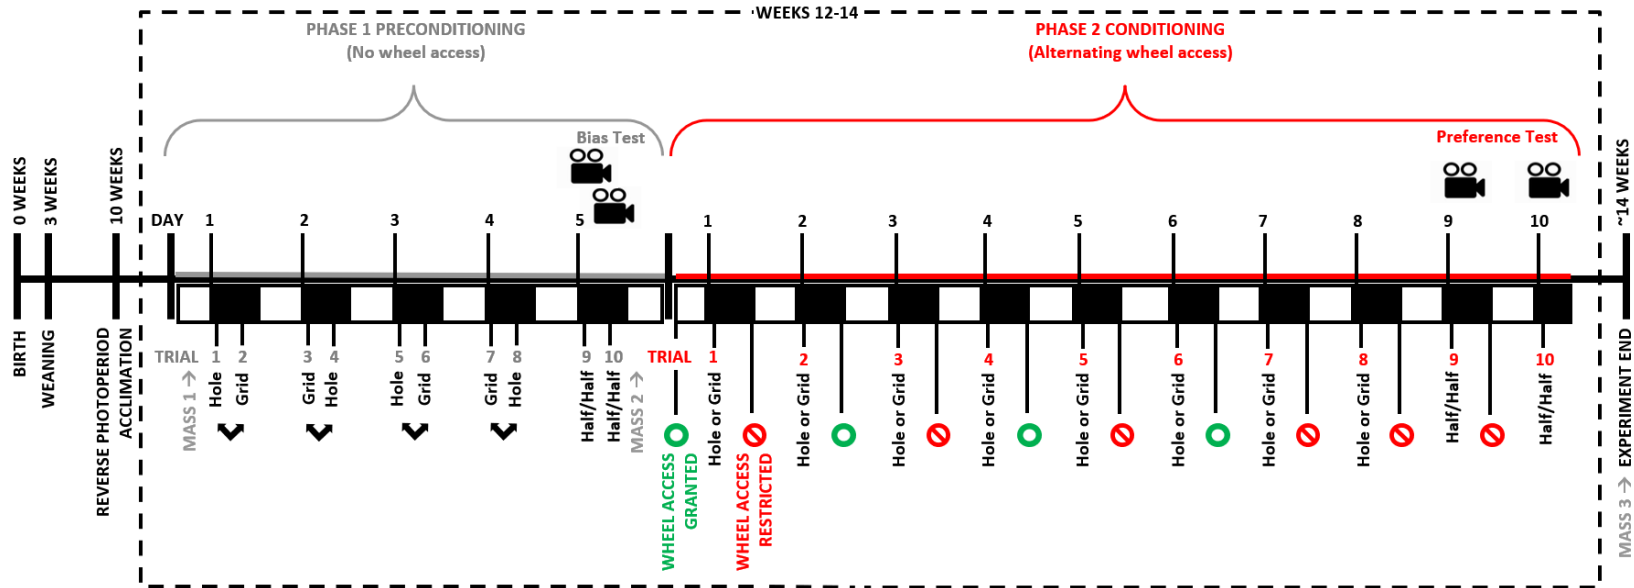 WEEKS 12-14
PHASE 1 PRECONDITIONING
(No wheel access)
PHASE 2 CONDITIONING
(Alternating wheel access)
Bias Test
Preference Test
0 WEEKS
3 WEEKS
10 WEEKS
~14 WEEKS
DAY 1 2 3 4 5
1 2 3 4 5 6 7 8 9 10
BIRTH
WEANING
REVERSE PHOTOPERIOD
ACCLIMATION
TRIAL 1 2 3 4 5 6 7 8 9 10
MASS 1 →
Hole
Grid
Grid
Hole
Hole
Grid
Grid
Hole
Half/Half
Half/Half
MASS 2 →
TRIAL 1 2 3 4 5 6 7 8 9 10
Hole or Grid
Hole or Grid
Hole or Grid
Hole or Grid
Hole or Grid
Hole or Grid
Hole or Grid
Hole or Grid
Half/Half
Half/Half
WHEEL ACCESS
GRANTED
WHEEL ACCESS
RESTRICTED
MASS 3 → EXPERIMENT END